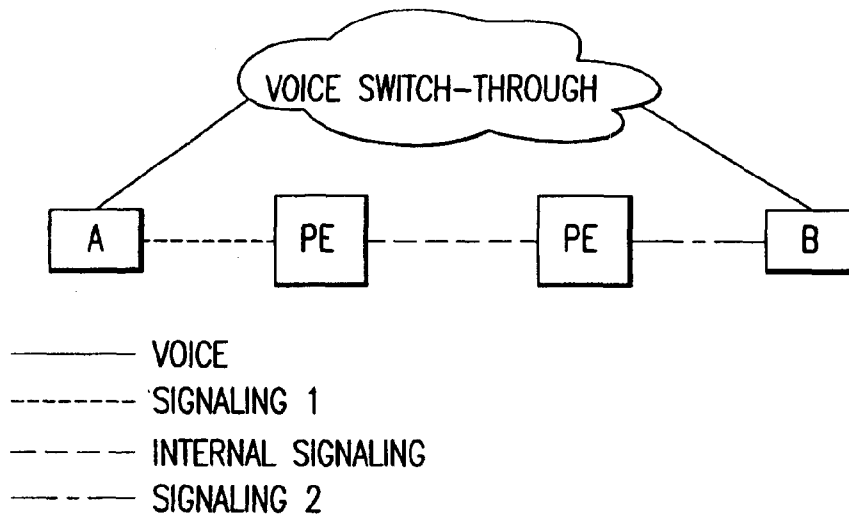 VOICE SWITCH-THROUGH
A PE PE B
VOICE
SIGNALING 1
INTERNAL SIGNALING
SIGNALING 2